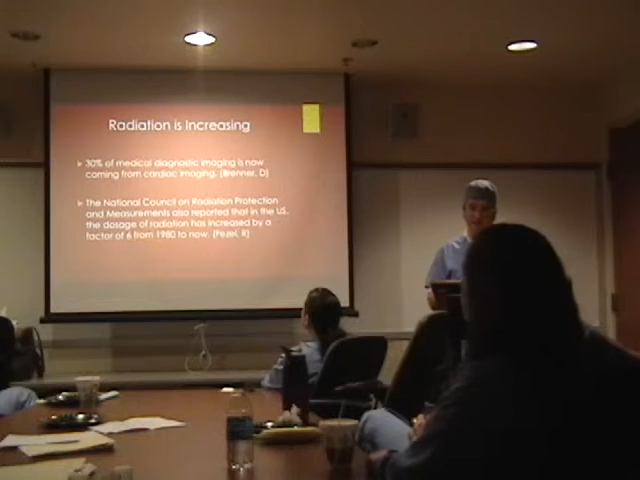 Radiation is Increasing
30% of medical diagnostic imaging is now
coming from cardiac imaging. (Brenner, D)
The National Council on Radiation Protection
and Measurements also reported that in the US,
the dosage of radiation has increased by a
factor of 6 from 1980 to now. (Pezel, R)